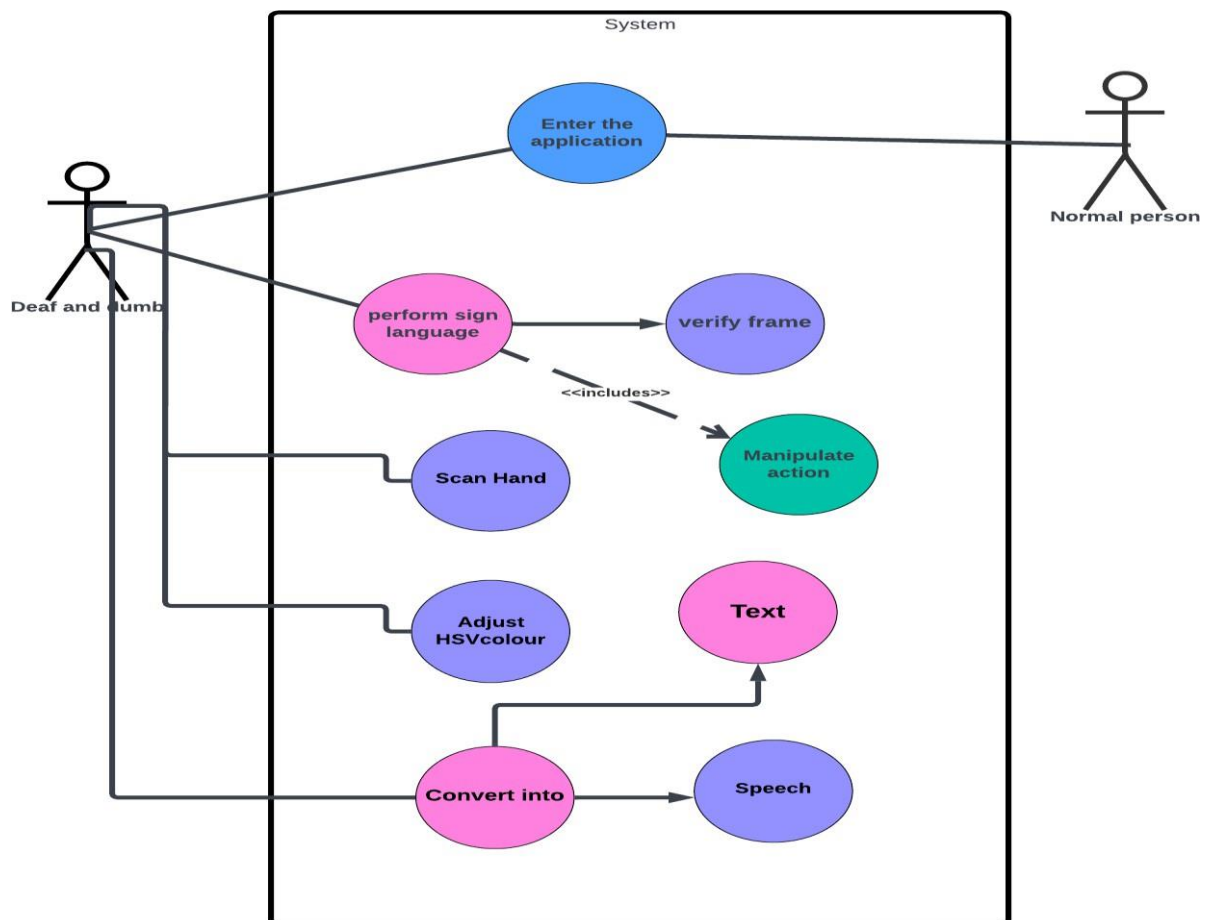 System
Enter the
application
Normal person
Deaf and dumb
perform sign
language
verify frame
<<includes>>
Manipulate
action
Scan Hand
Adjust
HSVcolour
Text
Convert into
Speech